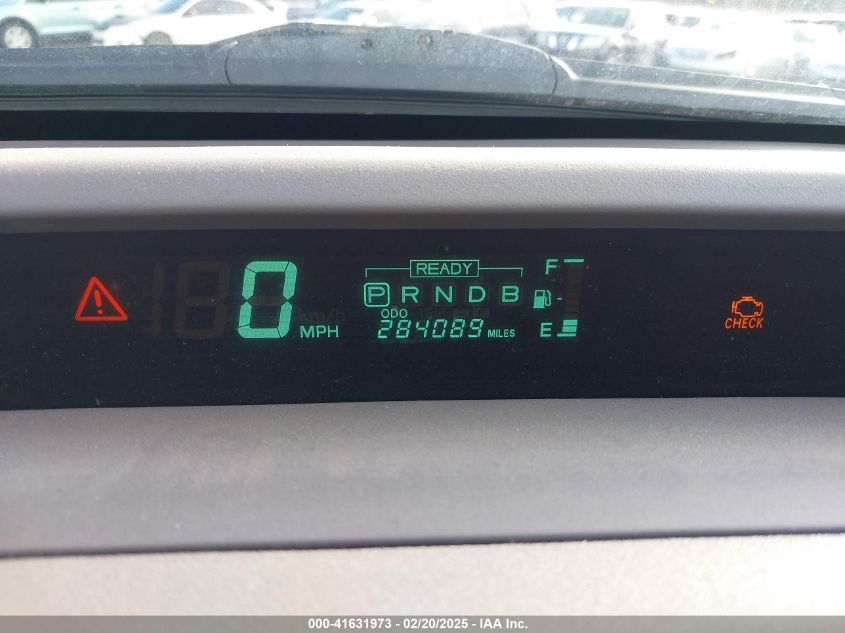 READY
F
P R N D B
ODO
0 MPH
284089 MILES
E
CHECK
000-41631973 - 02/20/2025 - IAA Inc.